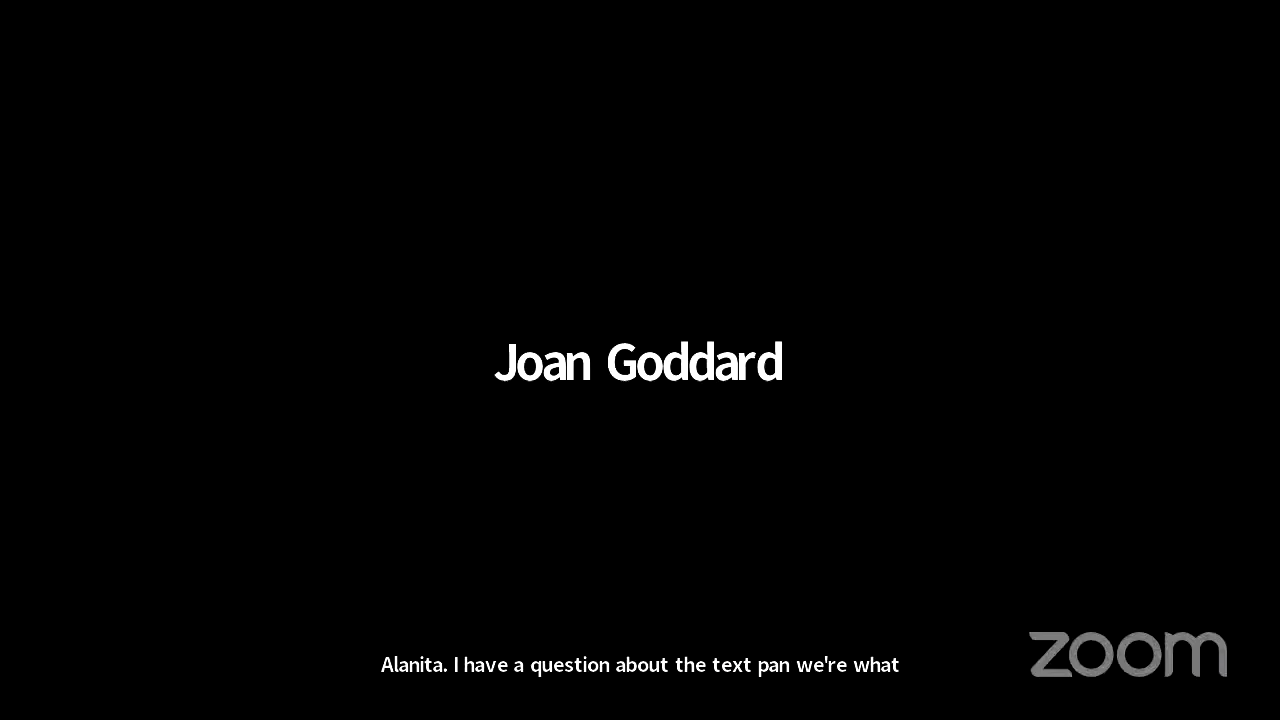 Joan Goddard
Alanita. I have a question about the text pan we're what
zoom